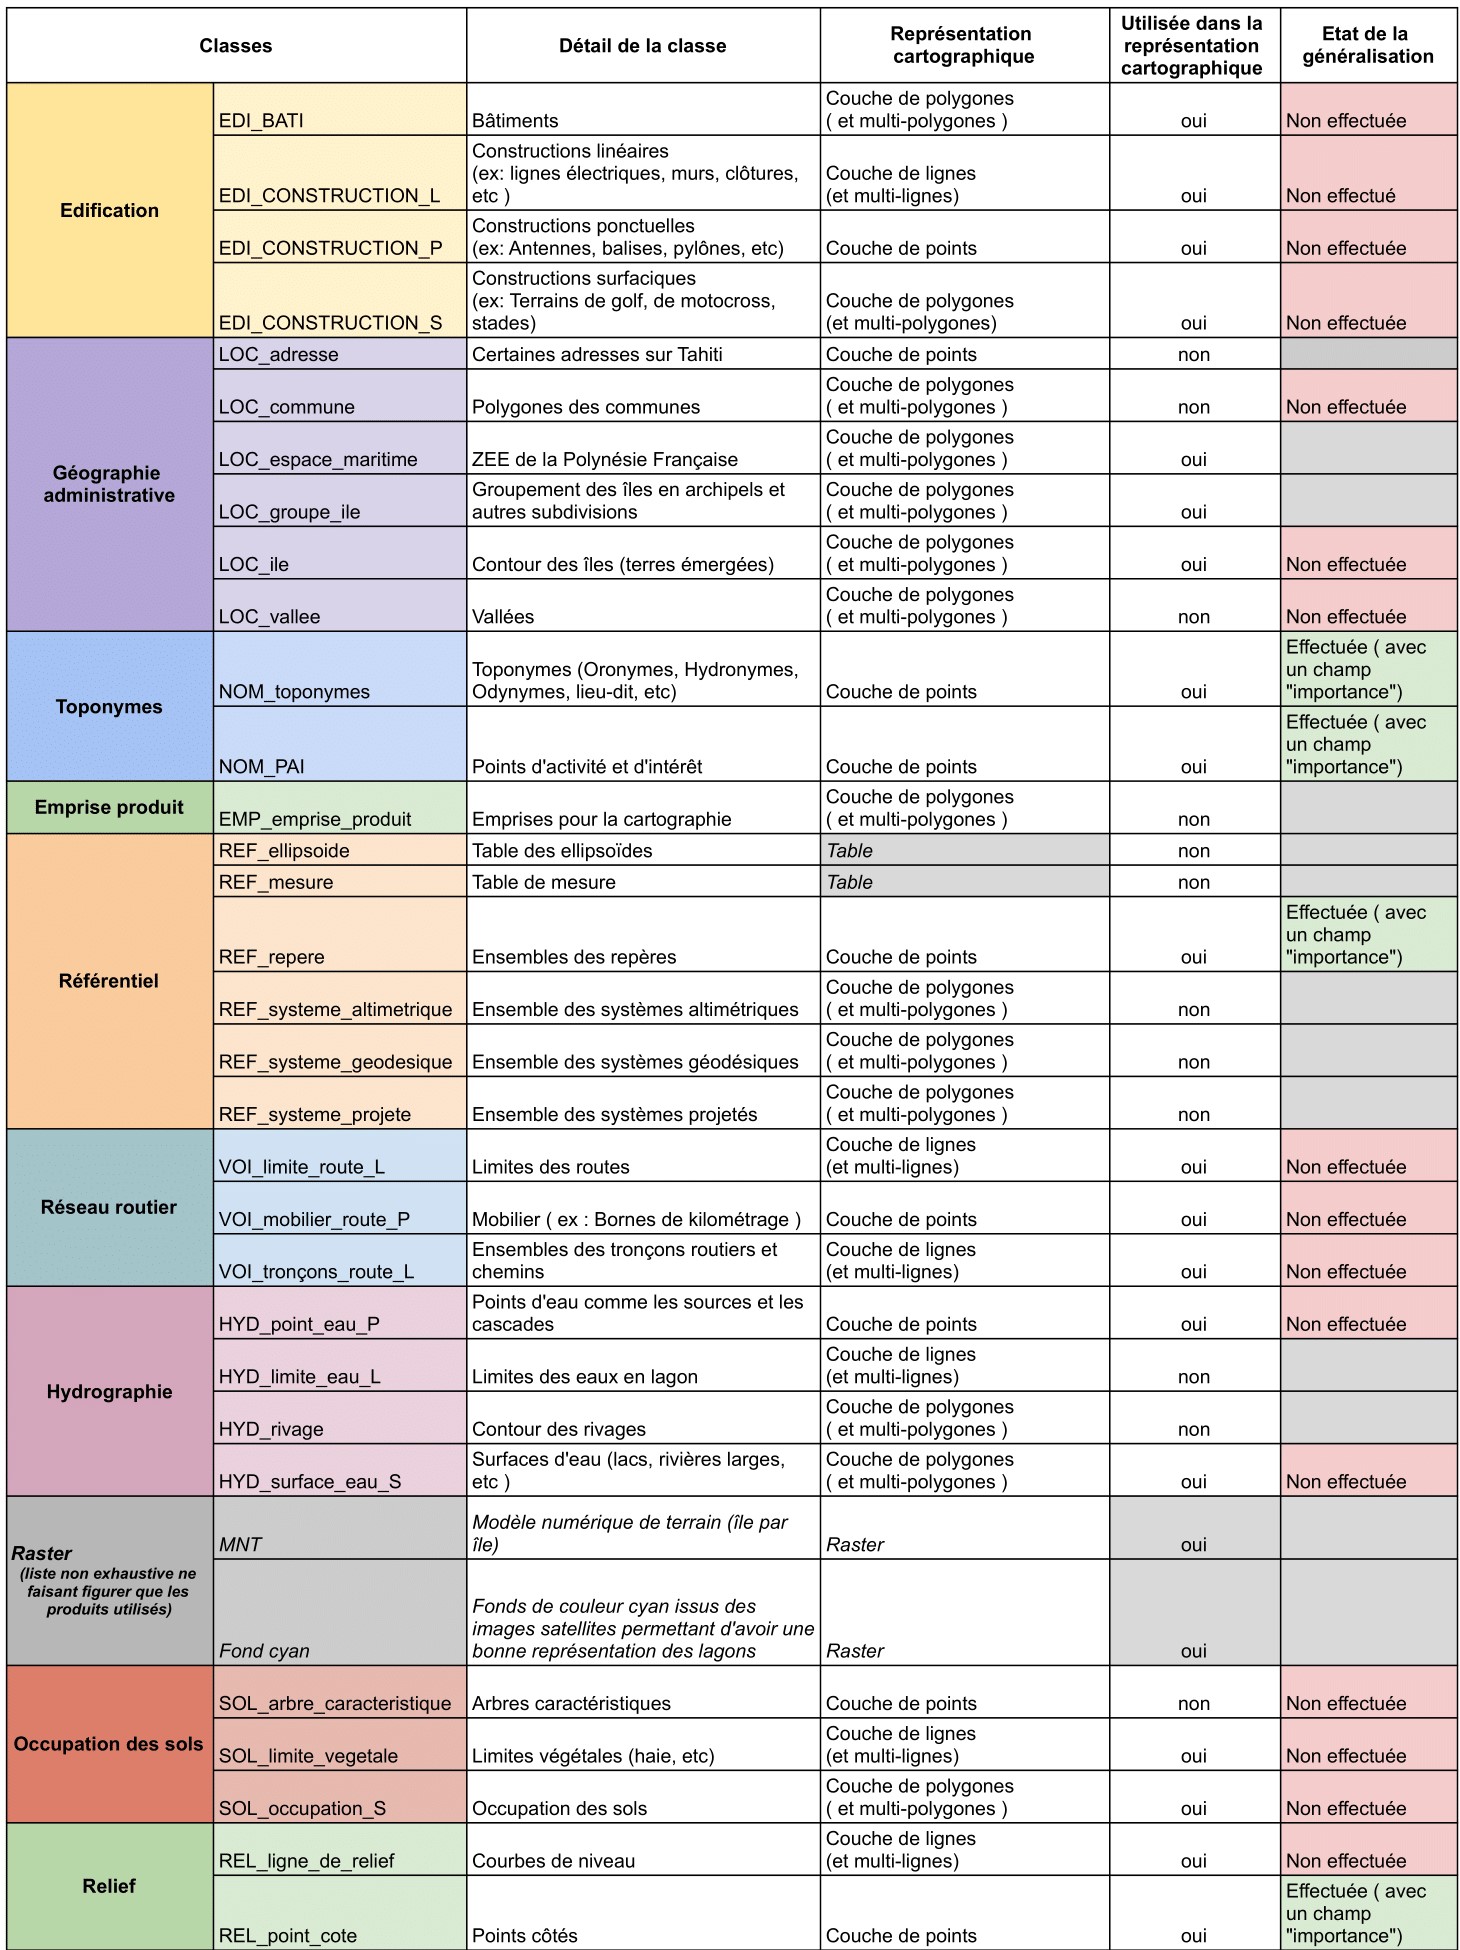 Classes
Détail de la classe
Représentation
cartographique
Utilisée dans la
représentation
cartographique
Etat de la
généralisation
Edification
EDI_BATI
Bâtiments
Couche de polygones
( et multi-polygones )
oui
Non effectuée
EDI_CONSTRUCTION_L
Constructions linéaires
(ex: lignes électriques, murs, clôtures,
etc )
Couche de lignes
(et multi-lignes)
oui
Non effectué
EDI_CONSTRUCTION_P
Constructions ponctuelles
(ex: Antennes, balises, pylônes, etc)
Couche de points
oui
Non effectuée
EDI_CONSTRUCTION_S
Constructions surfaciques
(ex: Terrains de golf, de motocross,
stades)
Couche de polygones
(et multi-polygones)
oui
Non effectuée
Géographie
administrative
LOC_adresse
Certaines adresses sur Tahiti
Couche de points
non
LOC_commune
Polygones des communes
Couche de polygones
( et multi-polygones )
non
Non effectuée
LOC_espace_maritime
ZEE de la Polynésie Française
Couche de polygones
( et multi-polygones )
oui
LOC_groupe_ile
Groupement des îles en archipels et
autres subdivisions
Couche de polygones
( et multi-polygones )
oui
LOC_ile
Contour des îles (terres émergées)
Couche de polygones
( et multi-polygones )
oui
Non effectuée
LOC_vallee
Vallées
Couche de polygones
( et multi-polygones )
non
Non effectuée
Toponymes
NOM_toponymes
Toponymes (Oronymes, Hydronymes,
Odynymes, lieu-dit, etc)
Couche de points
oui
Effectuée ( avec
un champ
"importance")
NOM_PAI
Points d'activité et d'intérêt
Couche de points
oui
Effectuée ( avec
un champ
"importance")
Emprise produit
EMP_emprise_produit
Emprises pour la cartographie
Couche de polygones
( et multi-polygones )
non
Référentiel
REF_ellipsoide
Table des ellipsoïdes
Table
non
REF_mesure
Table de mesure
Table
non
REF_repere
Ensembles des repères
Couche de points
oui
Effectuée ( avec
un champ
"importance")
REF_systeme_altimetrique
Ensemble des systèmes altimétriques
Couche de polygones
( et multi-polygones )
non
REF_systeme_geodesique
Ensemble des systèmes géodésiques
Couche de polygones
( et multi-polygones )
non
REF_systeme_projete
Ensemble des systèmes projetés
Couche de polygones
( et multi-polygones )
non
Réseau routier
VOI_limite_route_L
Limites des routes
Couche de lignes
(et multi-lignes)
oui
Non effectuée
VOI_mobilier_route_P
Mobilier ( ex : Bornes de kilométrage )
Couche de points
oui
Non effectuée
VOI_tronçons_route_L
Ensembles des tronçons routiers et
chemins
Couche de lignes
(et multi-lignes)
oui
Non effectuée
Hydrographie
HYD_point_eau_P
Points d'eau comme les sources et les
cascades
Couche de points
oui
Non effectuée
HYD_limite_eau_L
Limites des eaux en lagon
Couche de lignes
(et multi-lignes)
non
HYD_rivage
Contour des rivages
Couche de polygones
( et multi-polygones )
non
HYD_surface_eau_S
Surfaces d'eau (lacs, rivières larges,
etc )
Couche de polygones
( et multi-polygones )
oui
Non effectuée
Raster
(liste non exhaustive ne
faisant figurer que les
produits utilisés)
MNT
Modèle numérique de terrain (île par
île)
Raster
oui
Fond cyan
Fonds de couleur cyan issus des
images satellites permettant d'avoir une
bonne représentation des lagons
Raster
oui
Occupation des sols
SOL_arbre_caracteristique
Arbres caractéristiques
Couche de points
non
Non effectuée
SOL_limite_vegetale
Limites végétales (haie, etc)
Couche de lignes
(et multi-lignes)
oui
Non effectuée
SOL_occupation_S
Occupation des sols
Couche de polygones
( et multi-polygones )
oui
Non effectuée
Relief
REL_ligne_de_relief
Courbes de niveau
Couche de lignes
(et multi-lignes)
oui
Non effectuée
REL_point_cote
Points côtés
Couche de points
oui
Effectuée ( avec
un champ
"importance")